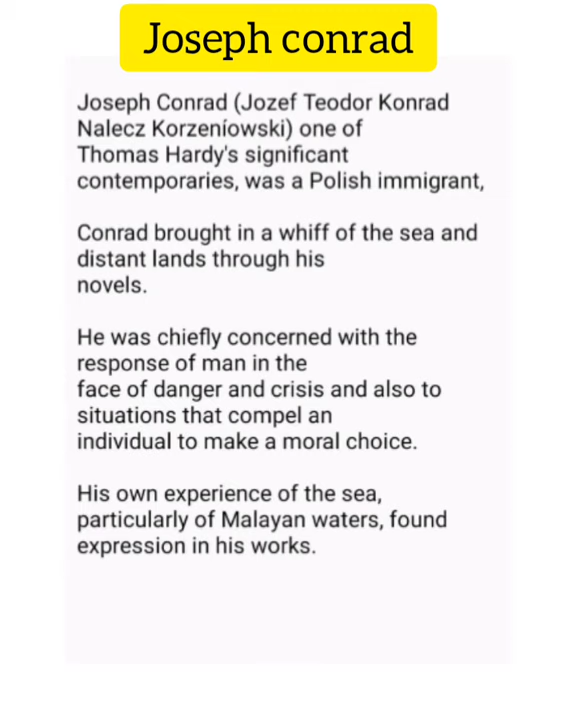 Joseph conrad
Joseph Conrad (Jozef Teodor Konrad
Nalecz Korzeníowski) one of
Thomas Hardy's significant
contemporaries, was a Polish immigrant,
Conrad brought in a whiff of the sea and
distant lands through his
novels.
He was chiefly concerned with the
response of man in the
face of danger and crisis and also to
situations that compel an
individual to make a moral choice.
His own experience of the sea,
particularly of Malayan waters, found
expression in his works.